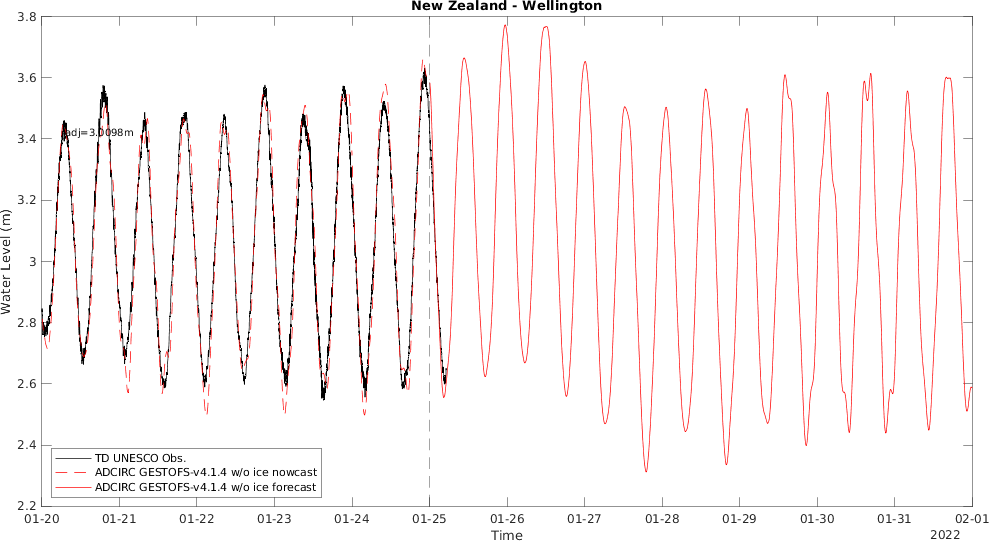 New Zealand - Wellington
3.8
3.6
3.4
3.2
3
2.8
2.6
2.4
2.2
Water Level (m)
adj=3.0098m
TD UNESCO Obs.
ADCIRC GESTOFS-v4.1.4 w/o ice nowcast
ADCIRC GESTOFS-v4.1.4 w/o ice forecast
01-20 01-21 01-22 01-23 01-24 01-25 01-26 01-27 01-28 01-29 01-30 01-31 02-01
Time
2022